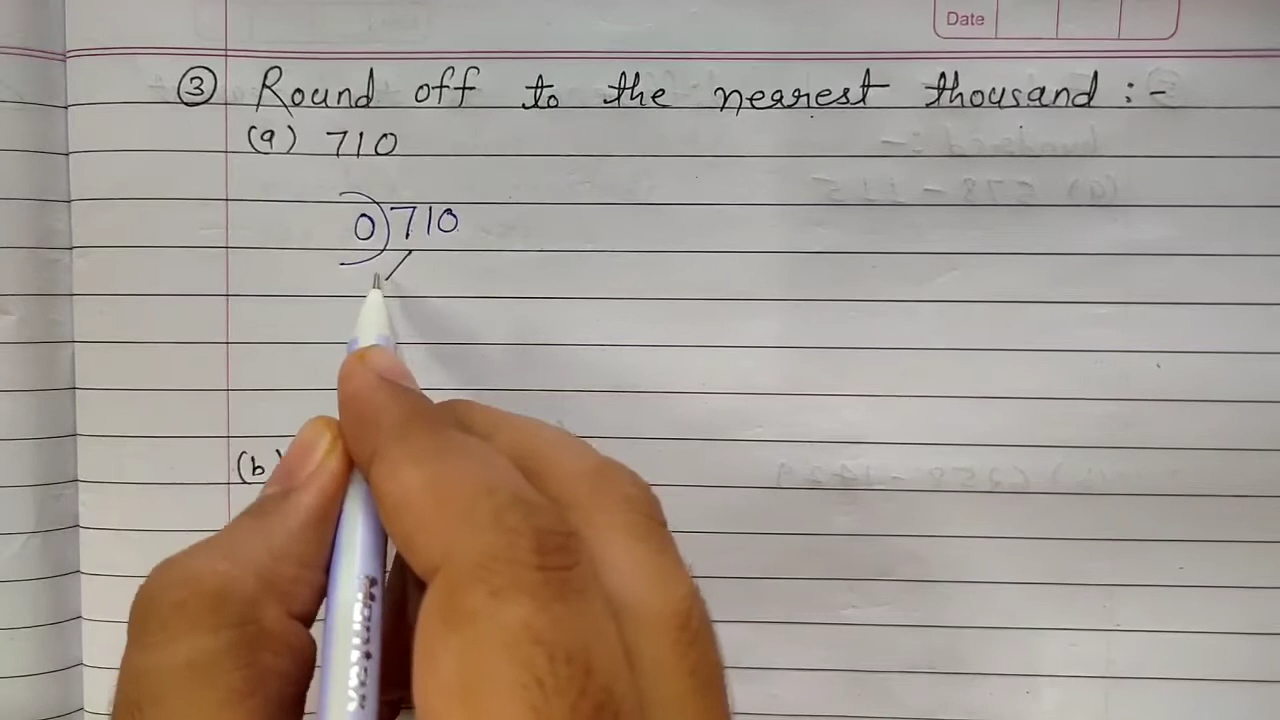 Date
③ Round off to the nearest thousand :-
(a) 710
0)710
(b)